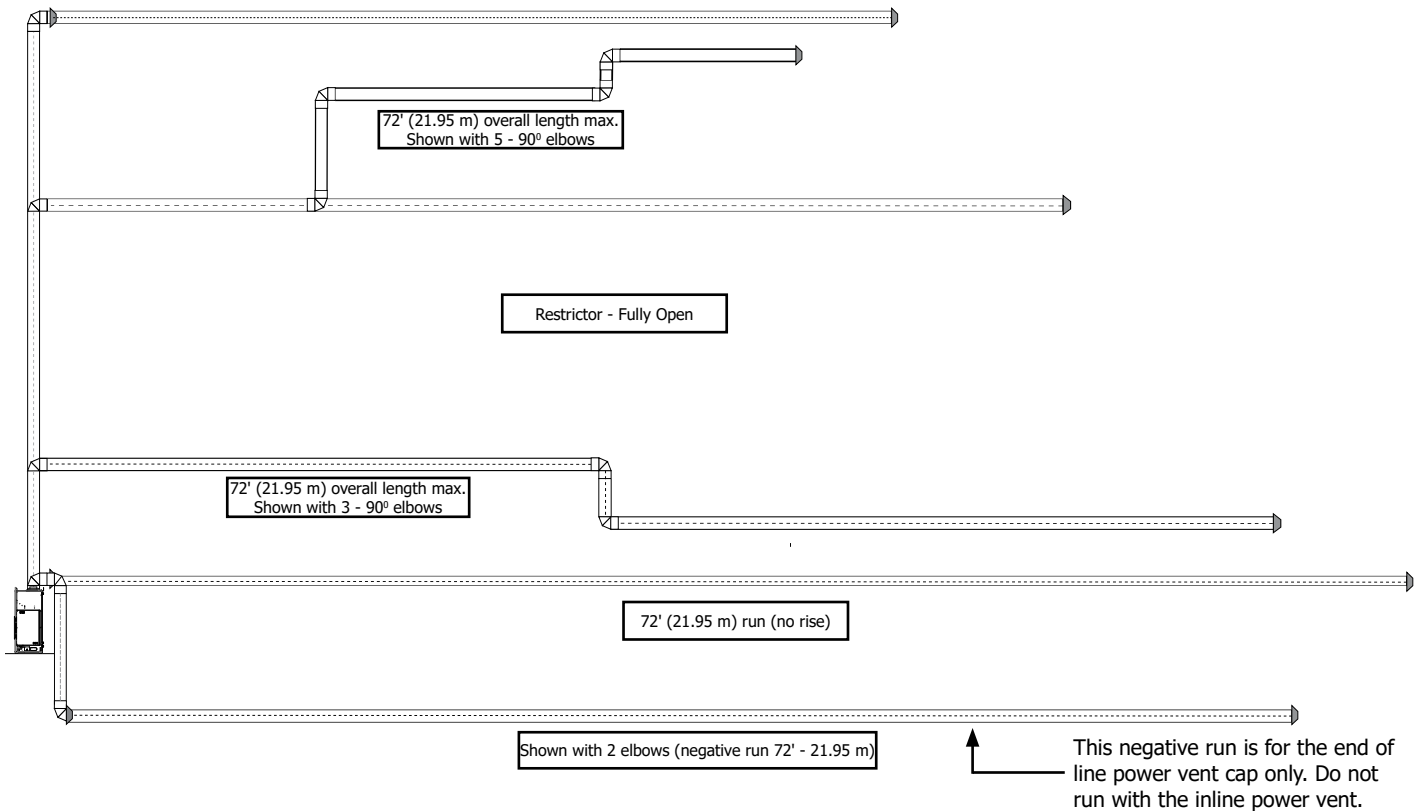 72' (21.95 m) overall length max.
Shown with 5 - 90⁰ elbows
Restrictor - Fully Open
72' (21.95 m) overall length max.
Shown with 3 - 90⁰ elbows
72' (21.95 m) run (no rise)
Shown with 2 elbows (negative run 72' - 21.95 m)
This negative run is for the end of
line power vent cap only. Do not
run with the inline power vent.